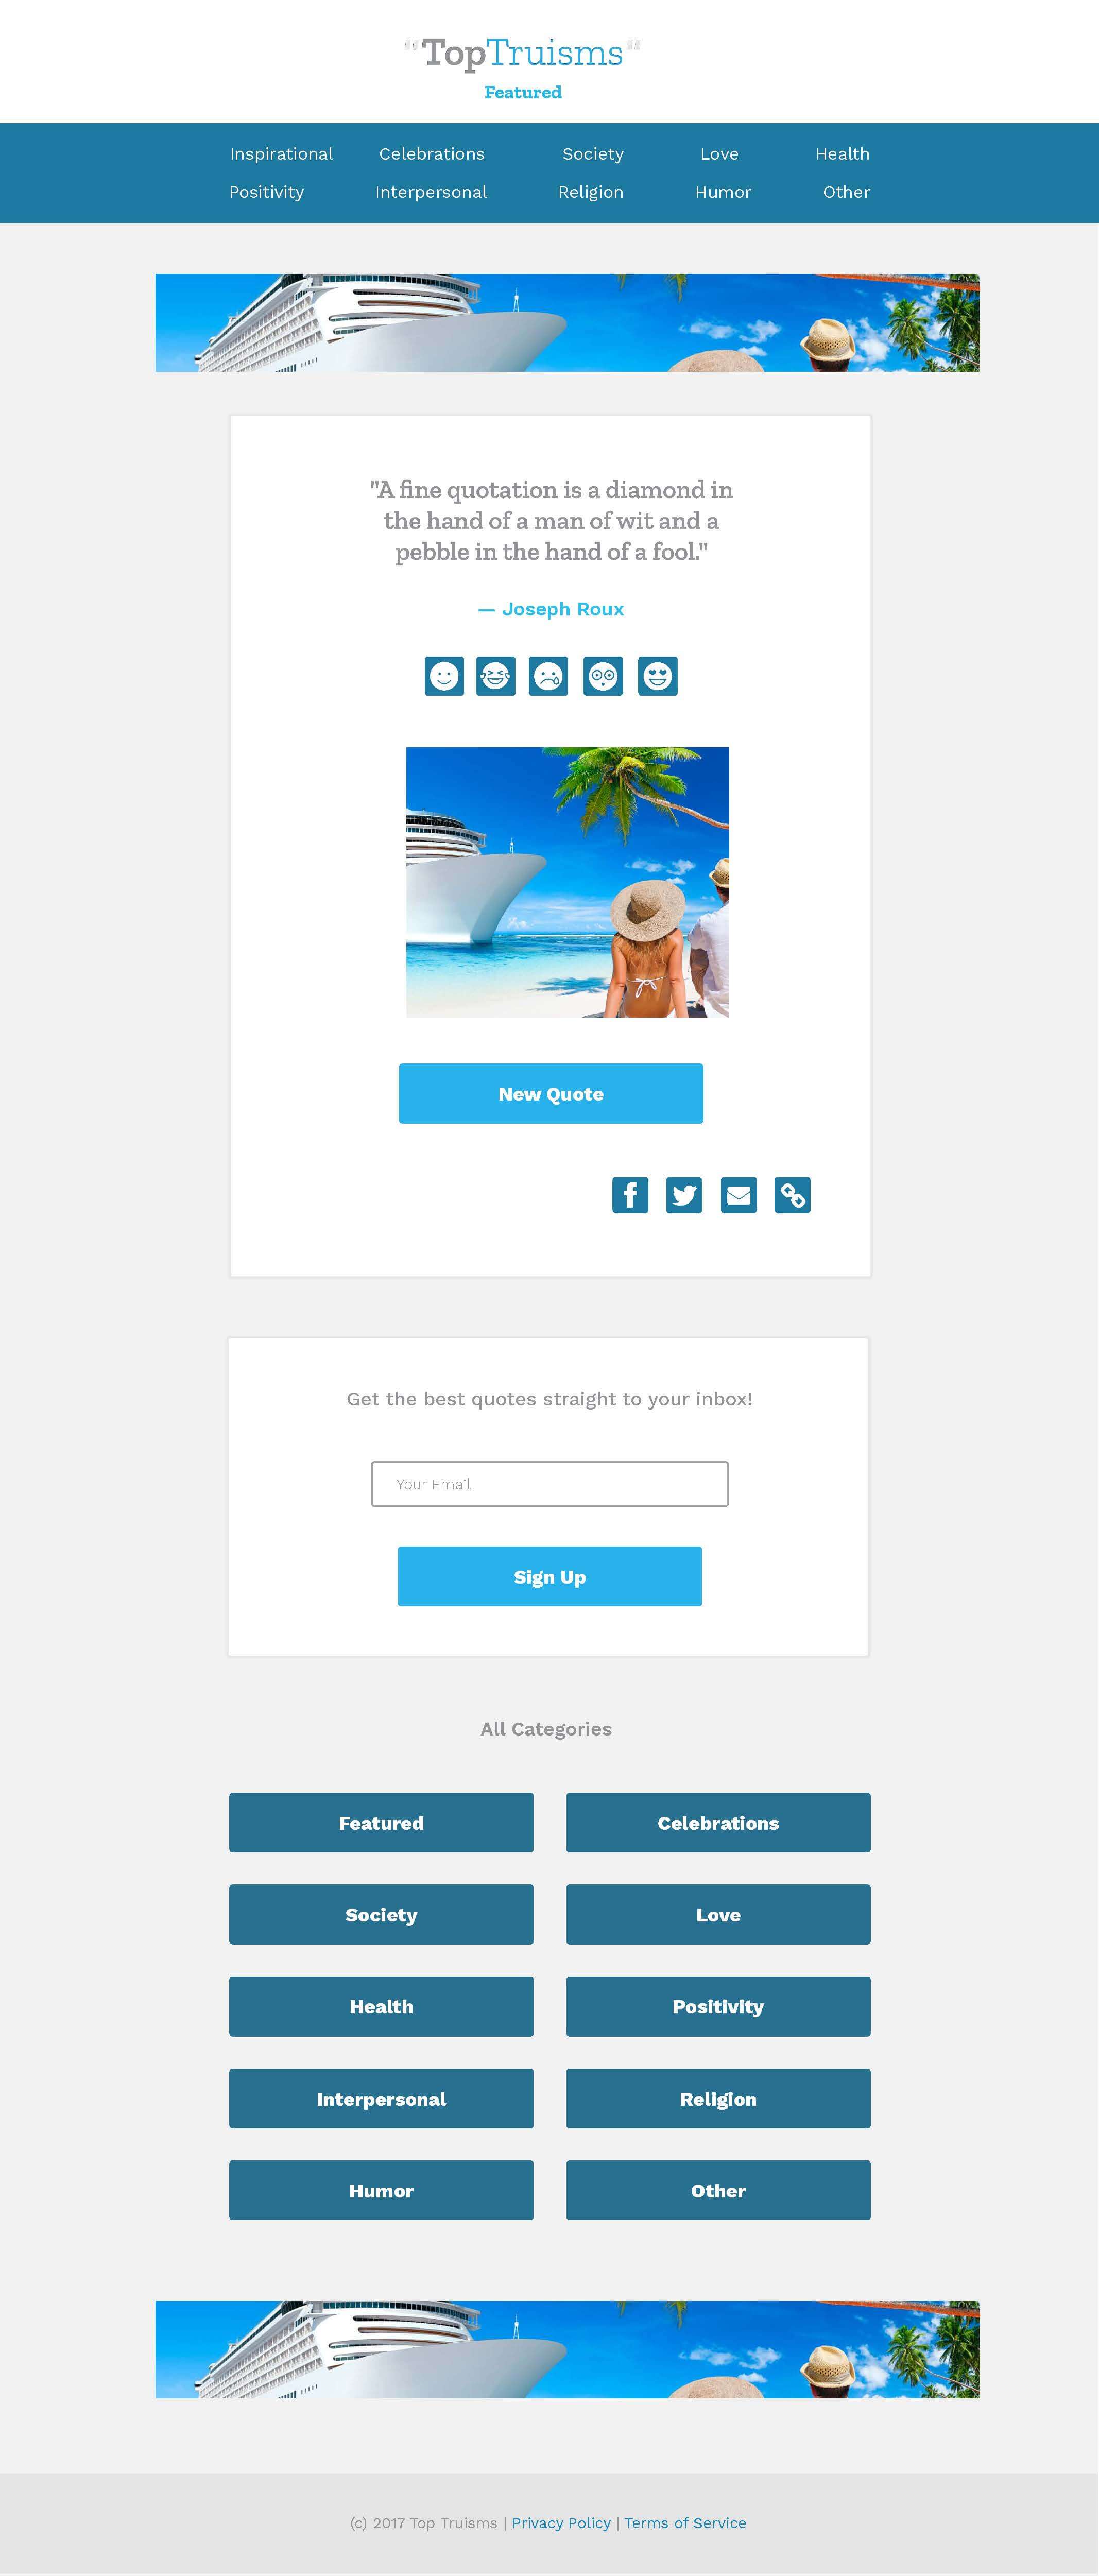 "TopTruisms"
Featured
Inspirational Celebrations Society Love Health
Positivity Interpersonal Religion Humor Other
"A fine quotation is a diamond in
the hand of a man of wit and a
pebble in the hand of a fool."
— Joseph Roux
New Quote
Get the best quotes straight to your inbox!
Your Email
Sign Up
All Categories
Featured Celebrations
Society Love
Health Positivity
Interpersonal Religion
Humor Other
(c) 2017 Top Truisms | Privacy Policy | Terms of Service